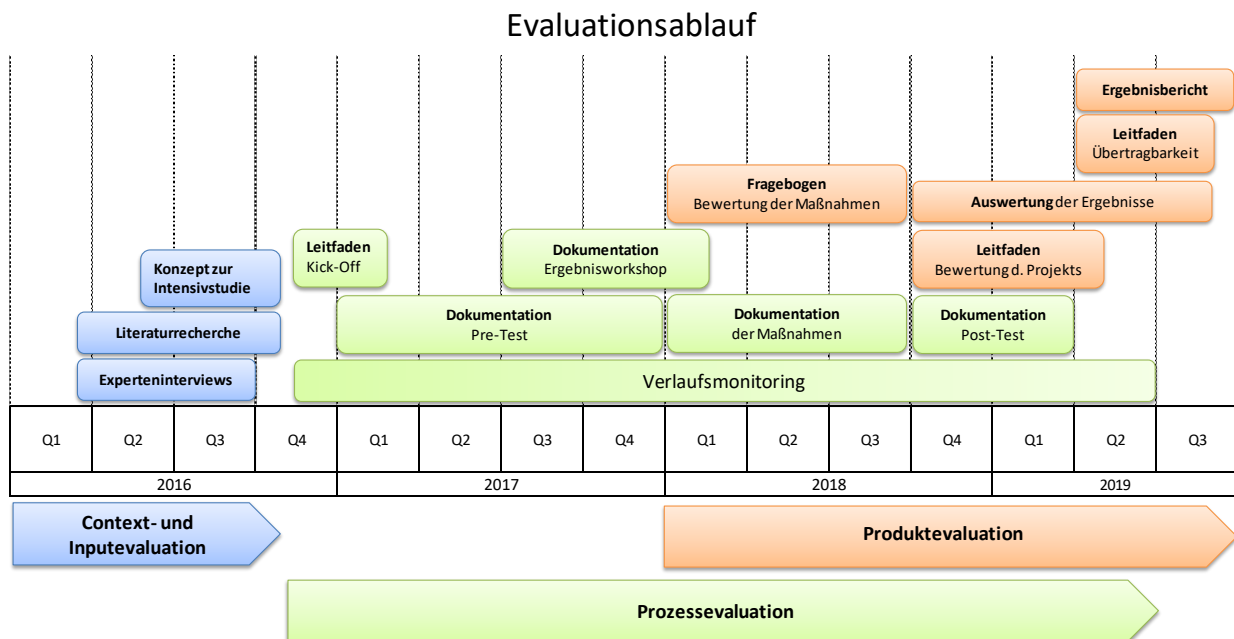 Evaluationsablauf
Ergebnisbericht
Leitfaden
Übertragbarkeit
Fragebogen
Bewertung der Maßnahmen
Auswertung der Ergebnisse
Leitfaden
Kick-Off
Dokumentation
Ergebnisworkshop
Leitfaden
Bewertung d. Projekts
Konzept zur
Intensivstudie
Literaturrecherche
Dokumentation
Pre-Test
Dokumentation
der Maßnahmen
Dokumentation
Post-Test
Experteninterviews
Verlaufsmonitoring
Q1 Q2 Q3 Q4 Q1 Q2 Q3 Q4 Q1 Q2 Q3 Q4 Q1 Q2 Q3
2016 2017 2018 2019
Context- und
Inputevaluation
Produktevaluation
Prozessevaluation